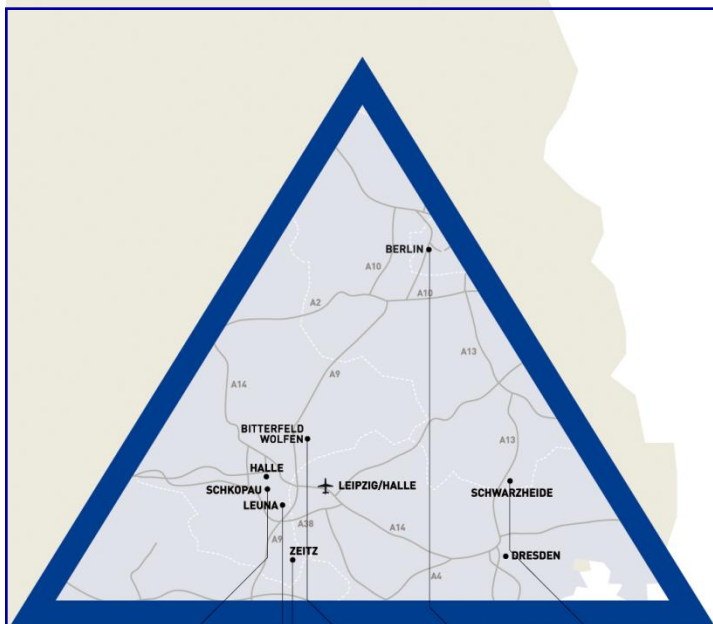 BERLIN
A10
A10
A2
A13
A9
A14
BITTERFELD
WOLFEN
A13
HALLE
SCHKOPAU
LEIPZIG/HALLE
SCHWARZHEIDE
LEUNA
A38
A14
A9
ZEITZ
DRESDEN
A4